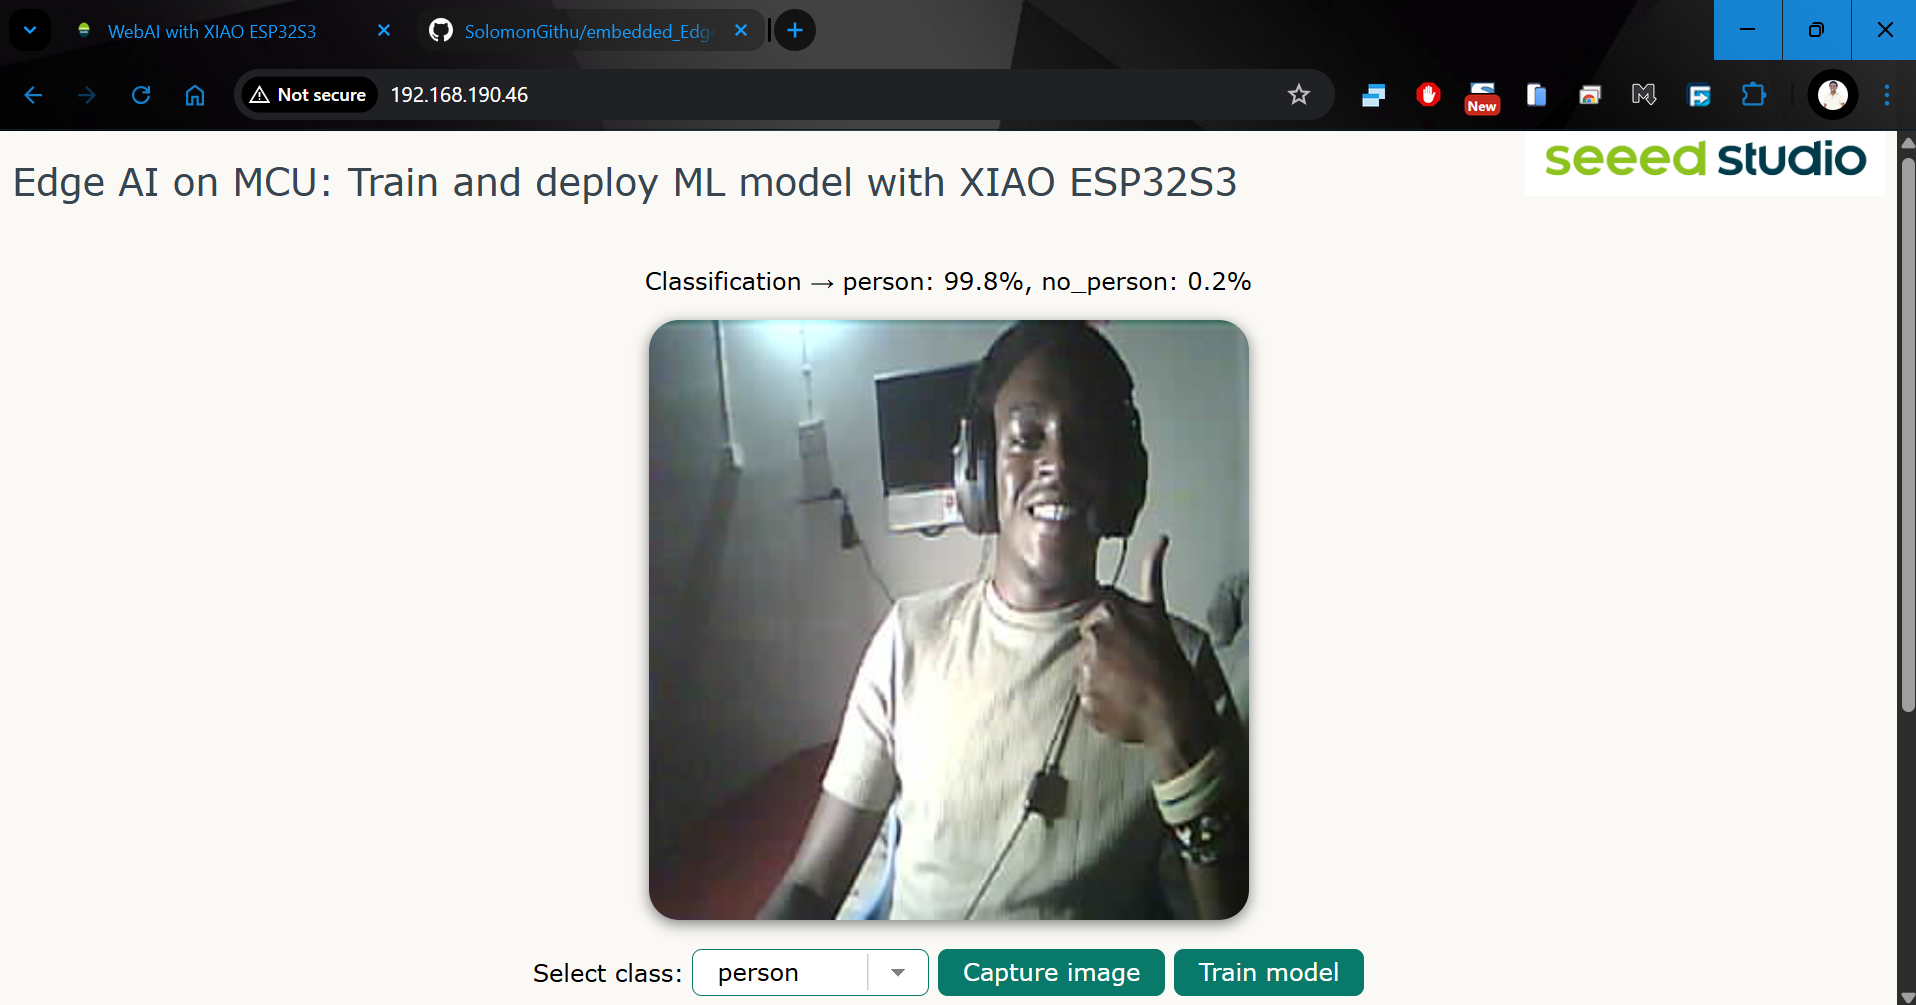 WebAI with XIAO ESP32S3
SolomonGithu/embedded_Edg
Not secure
192.168.190.46
New
seeed studio
Edge AI on MCU: Train and deploy ML model with XIAO ESP32S3
Classification → person: 99.8%, no_person: 0.2%
Select class:
person
Capture image
Train model